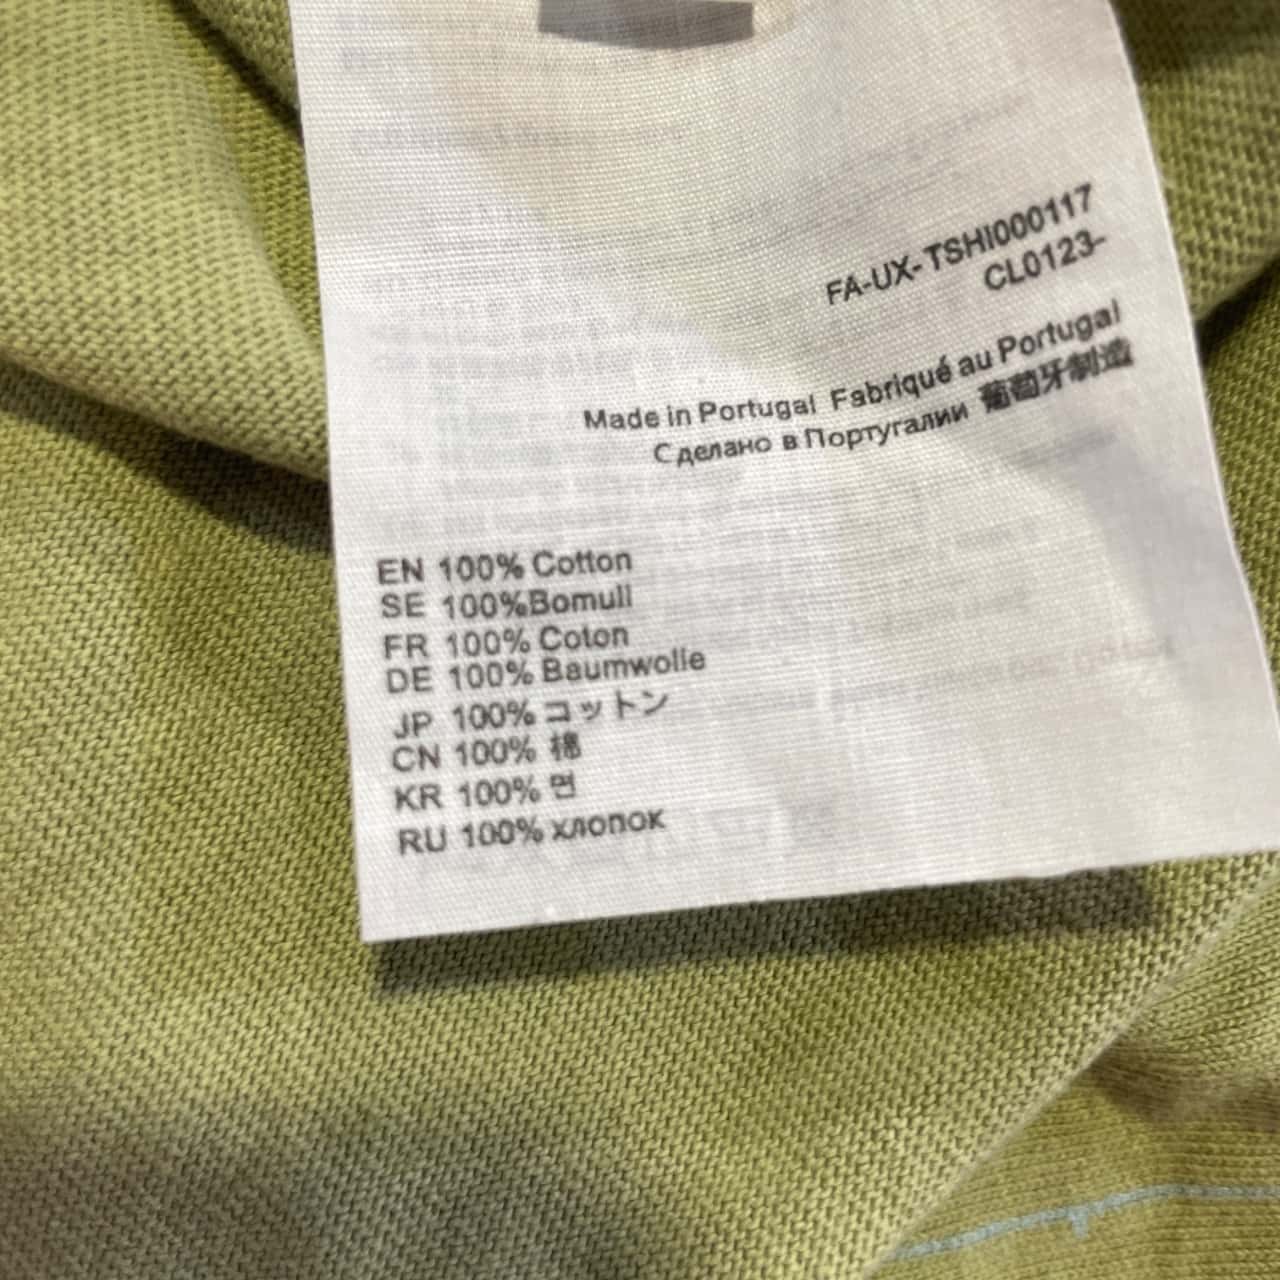 FA-UX-TSHI000117
CL0123-
Made in Portugal Fabriqué au Portugal
Сделано в Португалии 葡萄牙制造
EN 100% Cotton
SE 100%Bomull
FR 100% Coton
DE 100% Baumwolle
JP 100% コットン
CN 100% 棉
KR 100% 면
RU 100% хлопок